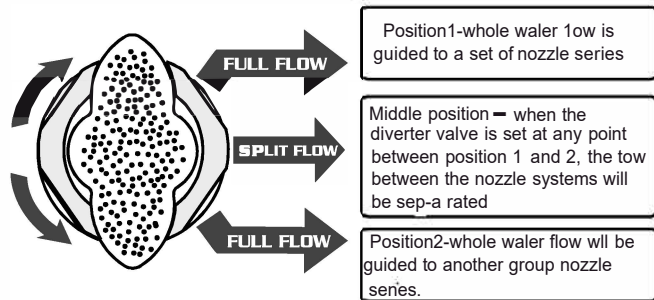 FULL FLOW
Position1-whole waler 1ow is
guided to a set of nozzle series
SPLIT FLOW
Middle position – when the
diverter valve is set at any point
between position 1 and 2, the tow
between the nozzle systems will
be sep-a rated
FULL FLOW
Position2-whole waler flow wll be
guided to another group nozzle
senes.